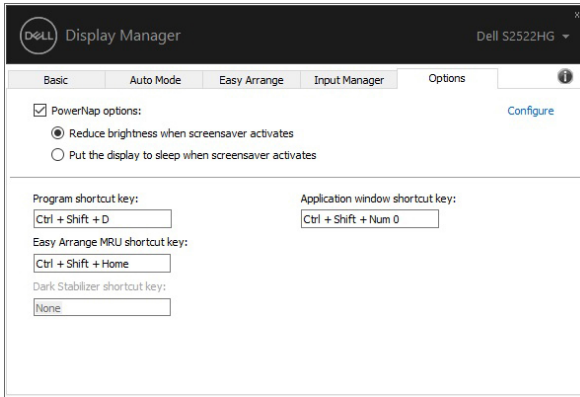 DELL Display Manager
Dell S2522HG
Basic Auto Mode Easy Arrange Input Manager Options
PowerNap options: Configure
Reduce brightness when screensaver activates
Put the display to sleep when screensaver activates
Program shortcut key: Application window shortcut key:
Ctrl + Shift + D Ctrl + Shift + Num 0
Easy Arrange MRU shortcut key:
Ctrl + Shift + Home
Dark Stabilizer shortcut key:
None